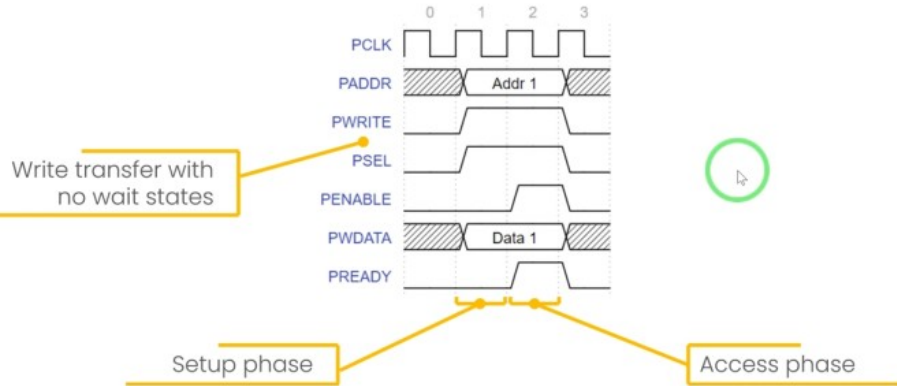 0 1 2 3
PCLK
PADDR Addr 1
PWRITE
PSEL
Write transfer with
no wait states
PENABLE
PWDATA Data 1
PREADY
Setup phase
Access phase